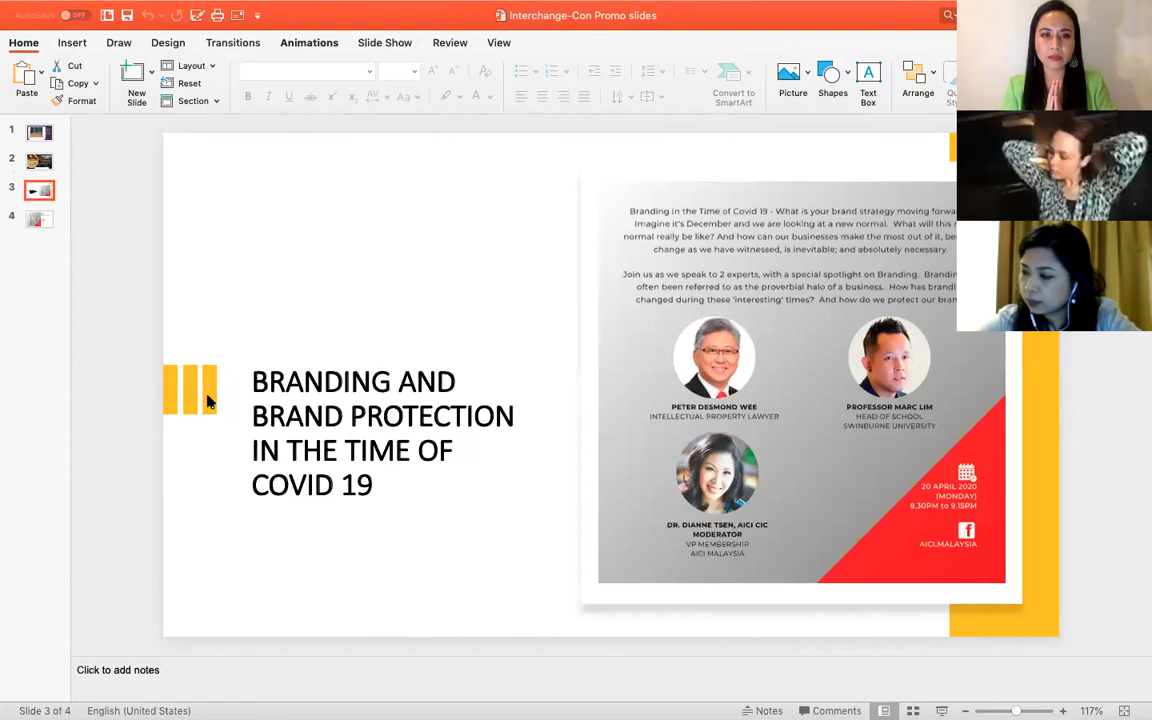 AutoSave OFF
Interchange-Con Promo slides
Home Insert Draw Design Transitions Animations Slide Show Review View
Paste
Cut
Copy
Format
New Slide
Layout
Reset
Section
B I U
Convert to SmartArt
Picture
Shapes
Text Box
Arrange
1
2
3
4
BRANDING AND
BRAND PROTECTION
IN THE TIME OF
COVID 19
Branding in the Time of Covid 19 - What is your brand strategy moving
Imagine it's December and we are looking at a new normal. What will this
normal really be like? And how can our businesses make the most out of it,
change as we have witnessed, is inevitable; and absolutely necessary.
Join us as we speak to 2 experts, with a special spotlight on Branding.
often been referred to as the proverbial halo of a business. How has
changed during these 'interesting' times? And how do we protect our
PETER DESMOND WEE
INTELLECTUAL PROPERTY LAWYER
PROFESSOR MARC LIM
HEAD OF SCHOOL
SWINBURNE UNIVERSITY
DR. DIANNE TSEN, AICI CIC
MODERATOR
VP MEMBERSHIP
AICI MALAYSIA
20 APRIL 2020
(MONDAY)
8.30PM to 9.15PM
AICI.MALAYSIA
Click to add notes
Slide 3 of 4 English (United States) Notes Comments 117%